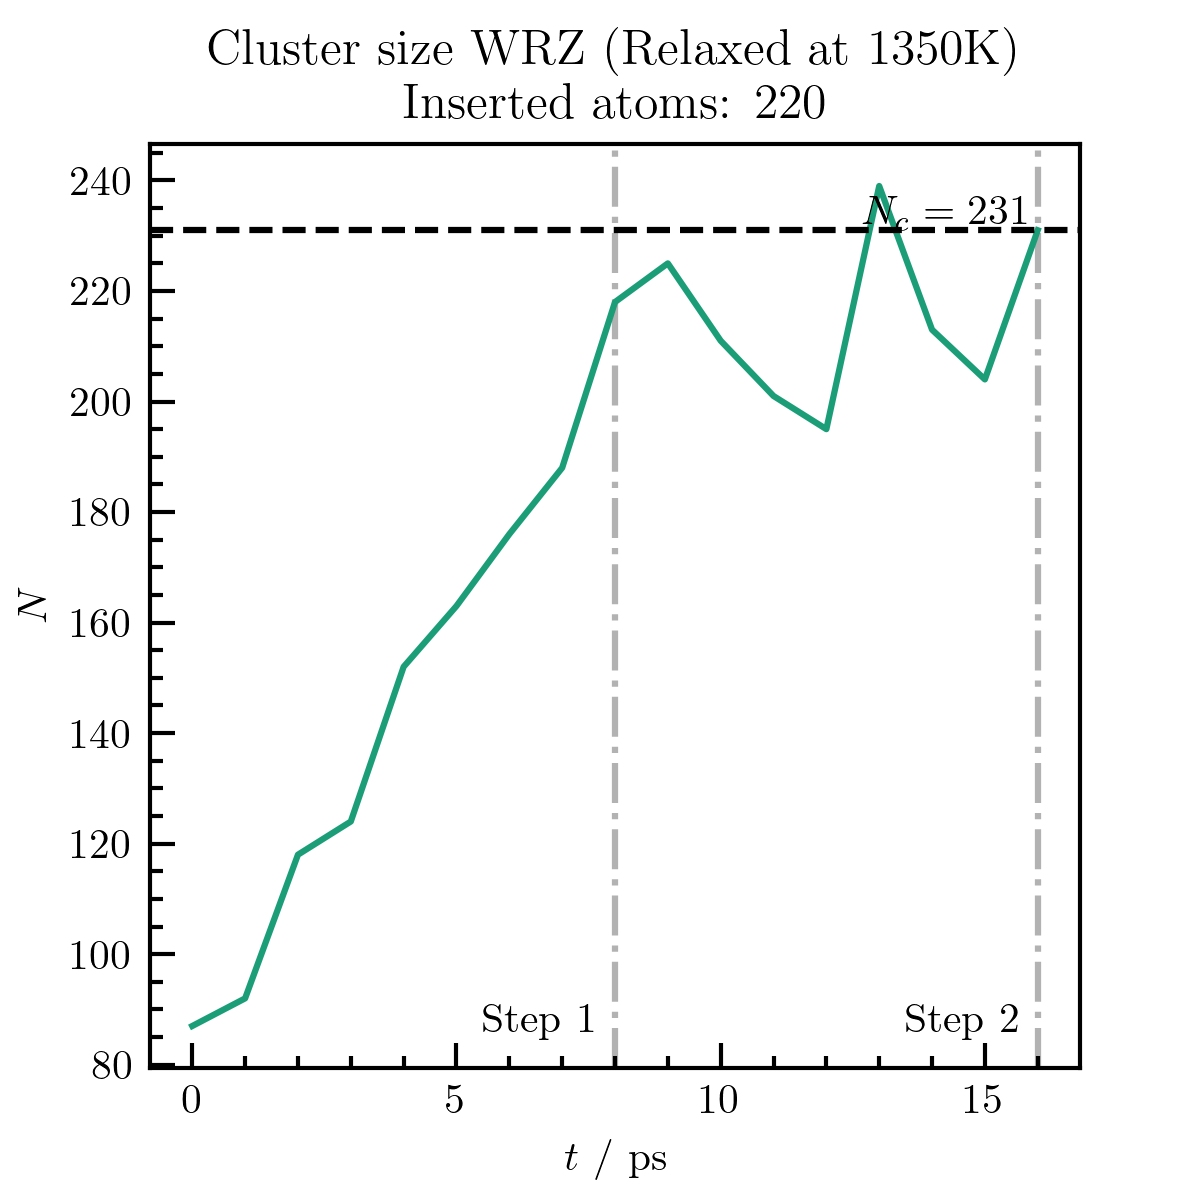 Cluster size WRZ (Relaxed at 1350K)
Inserted atoms: 220
240
220
200
180
160
140
120
100
80
N
N_c = 231
Step 1
Step 2
0 5 10 15
t / ps